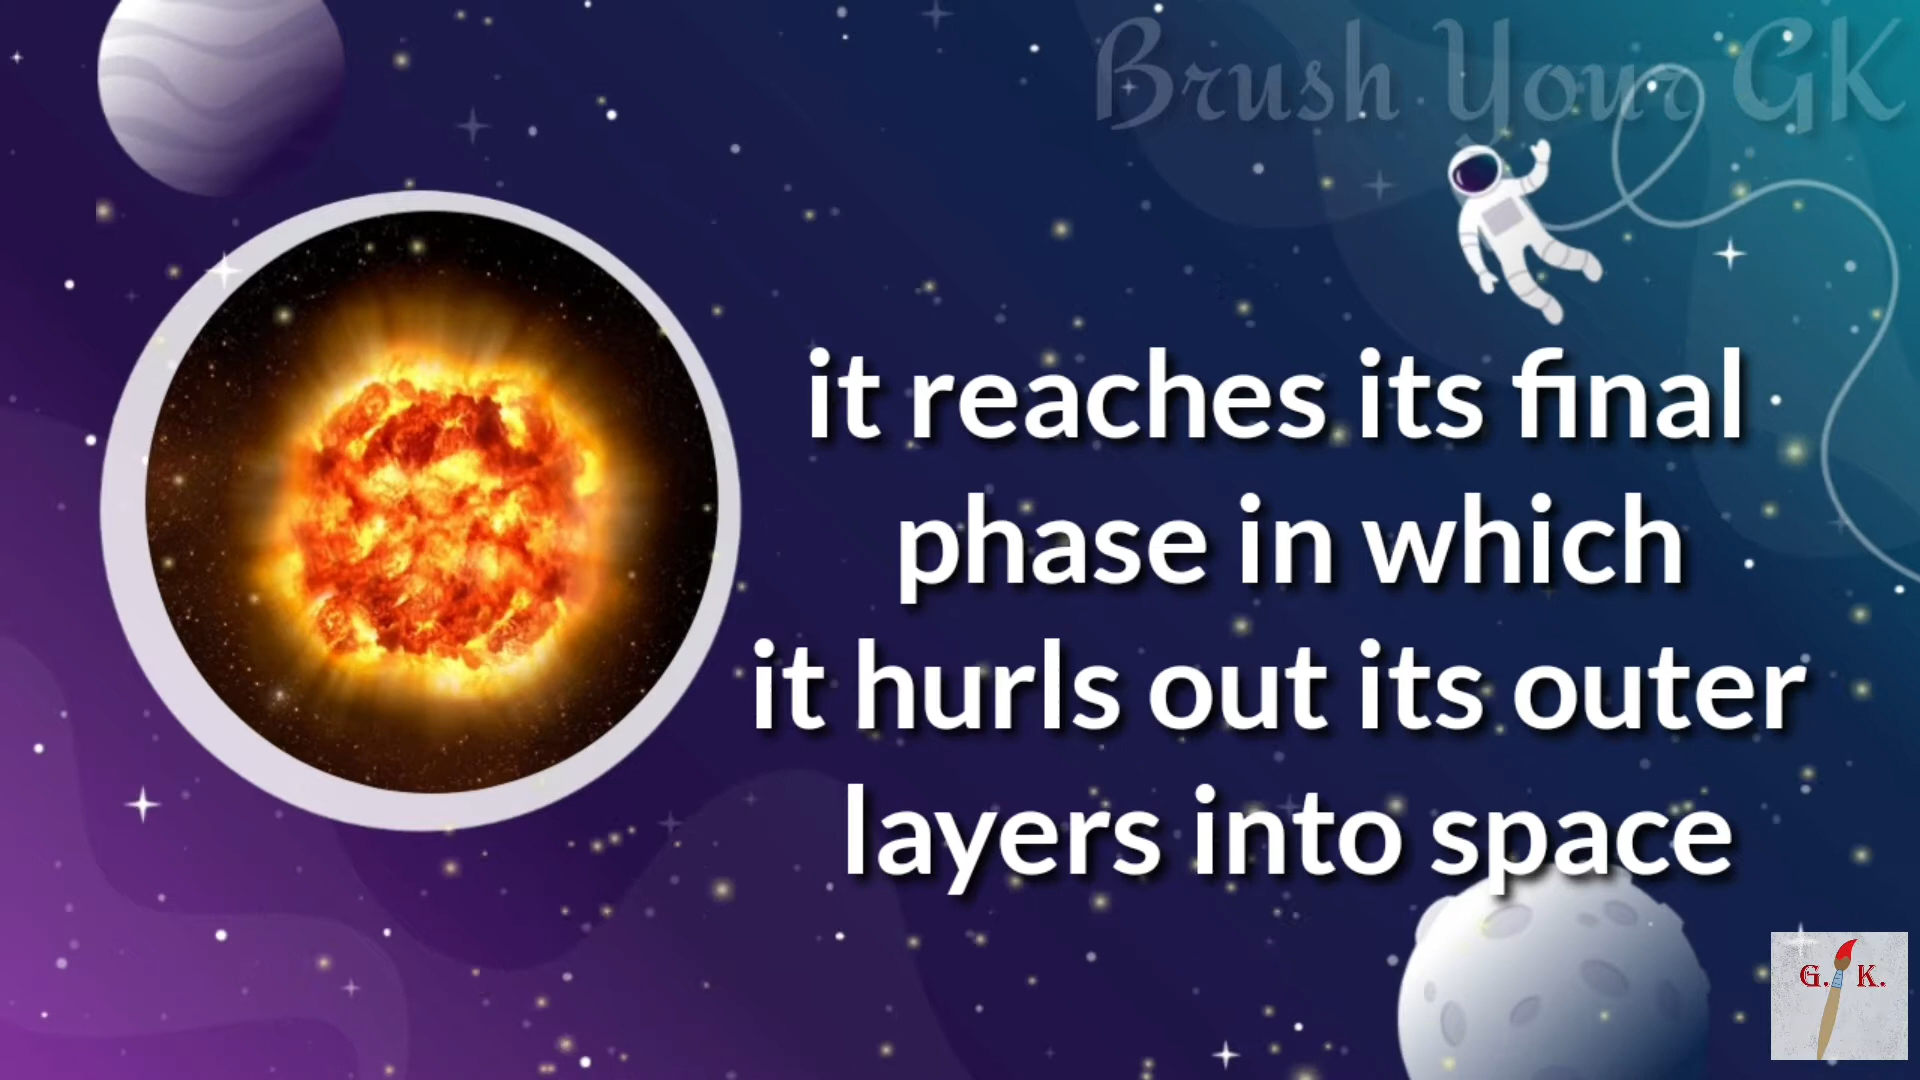 Brush Your GK
it reaches its final
phase in which
it hurls out its outer
layers into space
G. K.